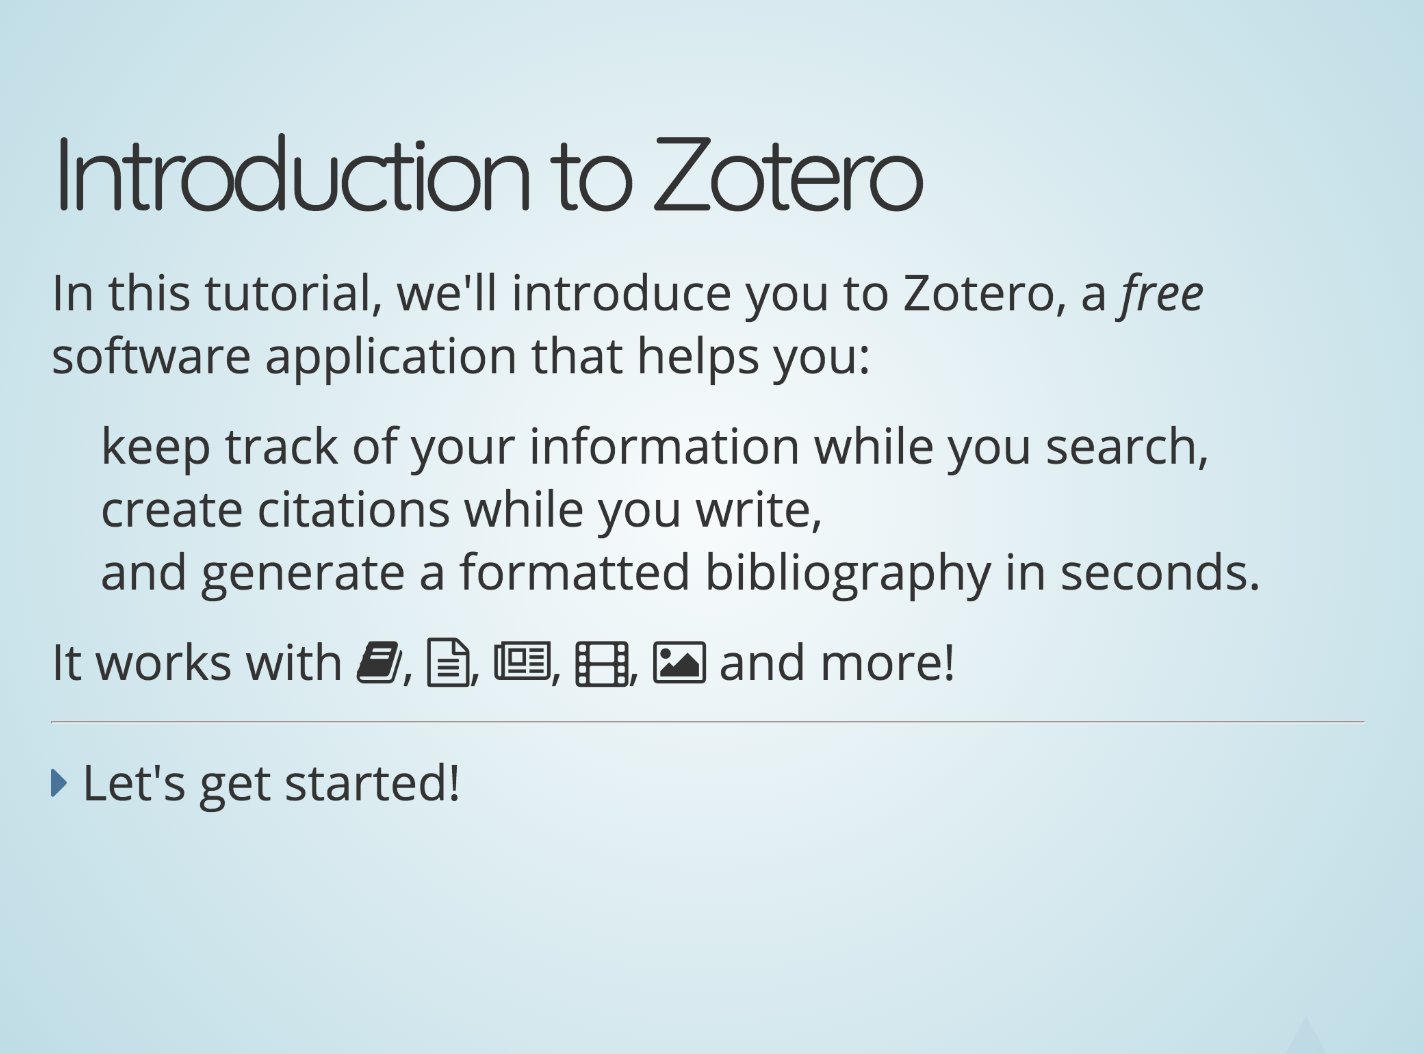 Introduction to Zotero
In this tutorial, we'll introduce you to Zotero, a free
software application that helps you:
keep track of your information while you search,
create citations while you write,
and generate a formatted bibliography in seconds.
It works with , , , , and more!
Let's get started!